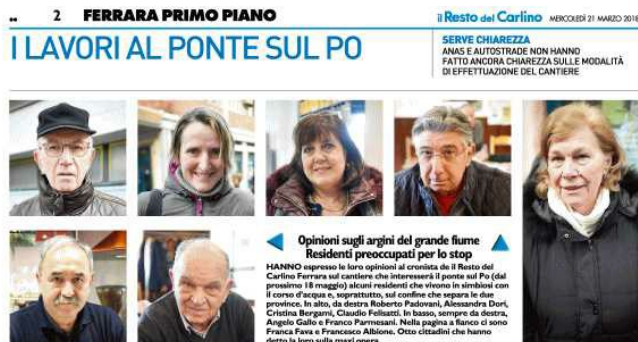 2 FERRARA PRIMO PIANO
il Resto del Carlino MERCOLEDÌ 21 MARZO 2018
I LAVORI AL PONTE SUL PO
SERVE CHIAREZZA
ANAS E AUTOSTRADE NON HANNO
FATTO ANCORA CHIAREZZA SULLE MODALITÀ
DI EFFETTUAZIONE DEL CANTIERE
Opinioni sugli argini del grande fiume
Residenti preoccupati per lo stop
HANNO espresso le loro opinioni al cronista de il Resto del
Carlino Ferrara sul cantiere che interesserà il ponte sul Po (dal
prossimo 18 maggio) alcuni residenti che vivono in simbiosi con
il corso d'acqua e, soprattutto, sul confine che separa le due
province. In alto, da destra Roberto Padovani, Alessandra Dori,
Cristina Bergami, Claudio Felisatti. In basso, sempre da destra,
Angelo Gallo e Franco Parmesani. Nella pagina a fianco ci sono
Franca Fava e Francesco Albione. Otto cittadini che hanno
detto la loro sulla maxi opera